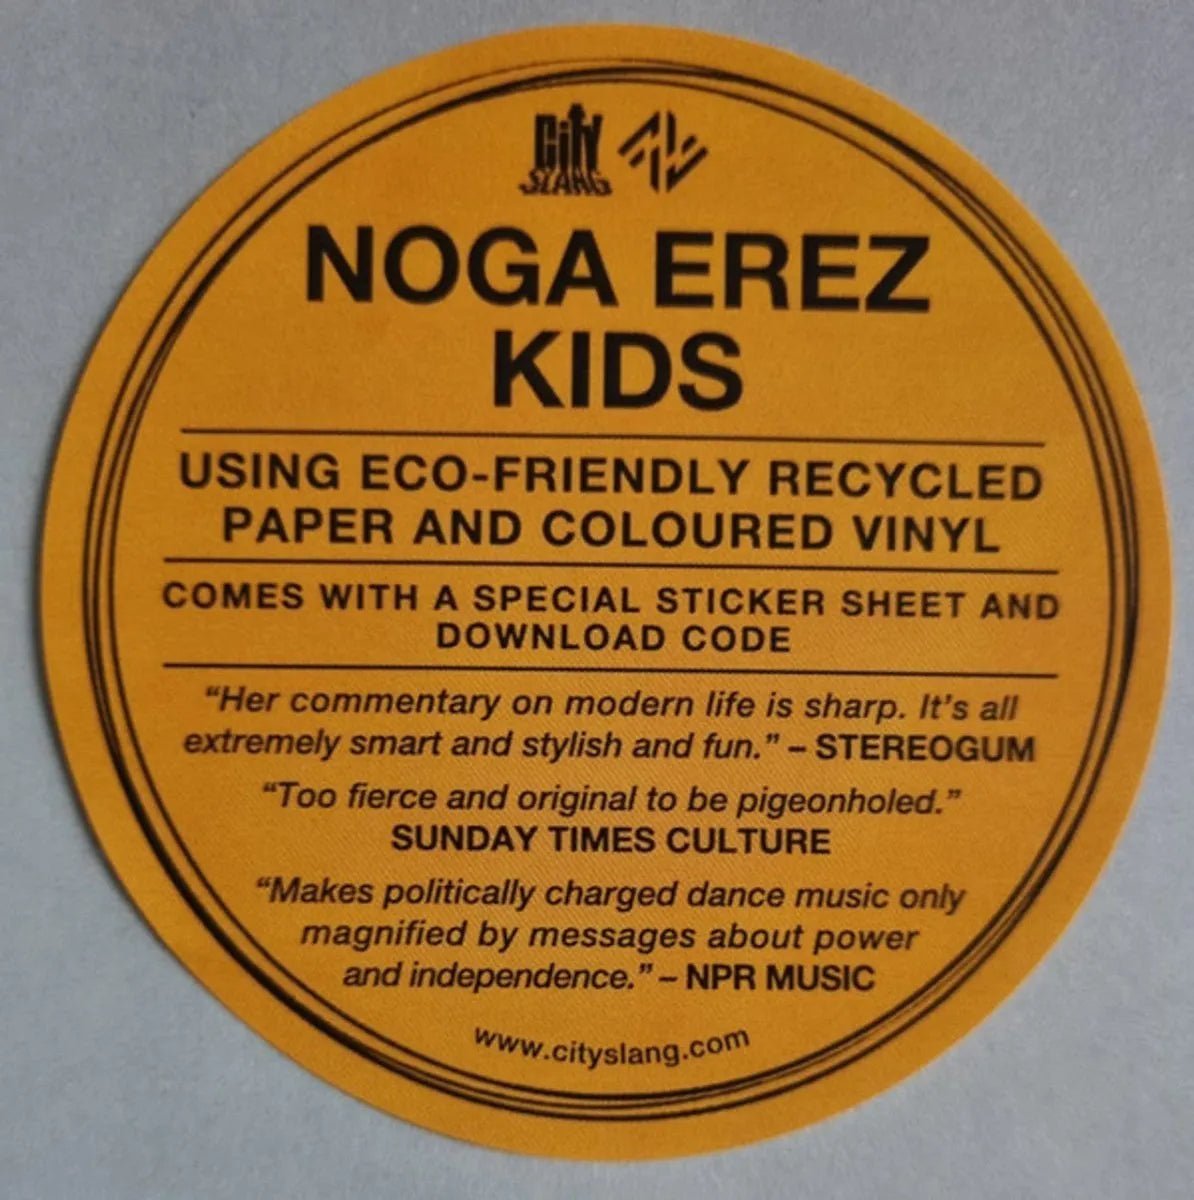 City
SLANG
NOGA EREZ
KIDS
USING ECO-FRIENDLY RECYCLED
PAPER AND COLOURED VINYL
COMES WITH A SPECIAL STICKER SHEET AND
DOWNLOAD CODE
“Her commentary on modern life is sharp. It’s all
extremely smart and stylish and fun.” – STEREOGUM
“Too fierce and original to be pigeonholed.”
SUNDAY TIMES CULTURE
“Makes politically charged dance music only
magnified by messages about power
and independence.” – NPR MUSIC
www.cityslang.com